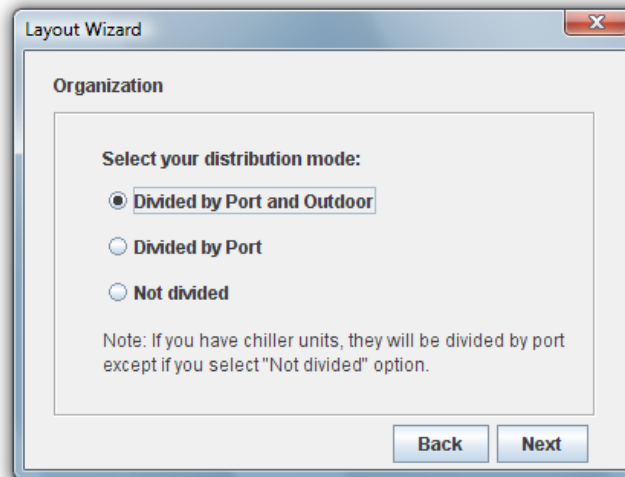 Layout Wizard
Organization
Select your distribution mode:
Divided by Port and Outdoor
Divided by Port
Not divided
Note: If you have chiller units, they will be divided by port
except if you select "Not divided" option.
Back
Next